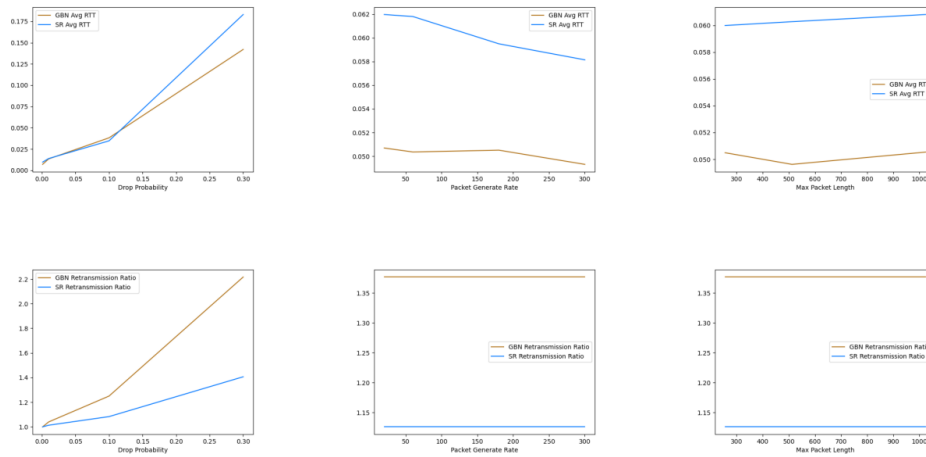 GBN Avg RTT
SR Avg RTT
0.175
0.150
0.125
0.100
0.075
0.050
0.025
0.000
0.00 0.05 0.10 0.15 0.20 0.25 0.30
Drop Probability
GBN Avg RTT
SR Avg RTT
0.062
0.060
0.058
0.056
0.054
0.052
0.050
50 100 150 200 250 300
Packet Generate Rate
GBN Avg RT
SR Avg RTT
0.060
0.058
0.056
0.054
0.052
0.050
300 400 500 600 700 800 900 1000
Max Packet Length
GBN Retransmission Ratio
SR Retransmission Ratio
2.2
2.0
1.8
1.6
1.4
1.2
1.0
0.00 0.05 0.10 0.15 0.20 0.25 0.30
Drop Probability
GBN Retransmission Ratio
SR Retransmission Ratio
1.35
1.30
1.25
1.20
1.15
50 100 150 200 250 300
Packet Generate Rate
GBN Retransmission Rati
SR Retransmission Ratio
1.35
1.30
1.25
1.20
1.15
300 400 500 600 700 800 900 1000
Max Packet Length